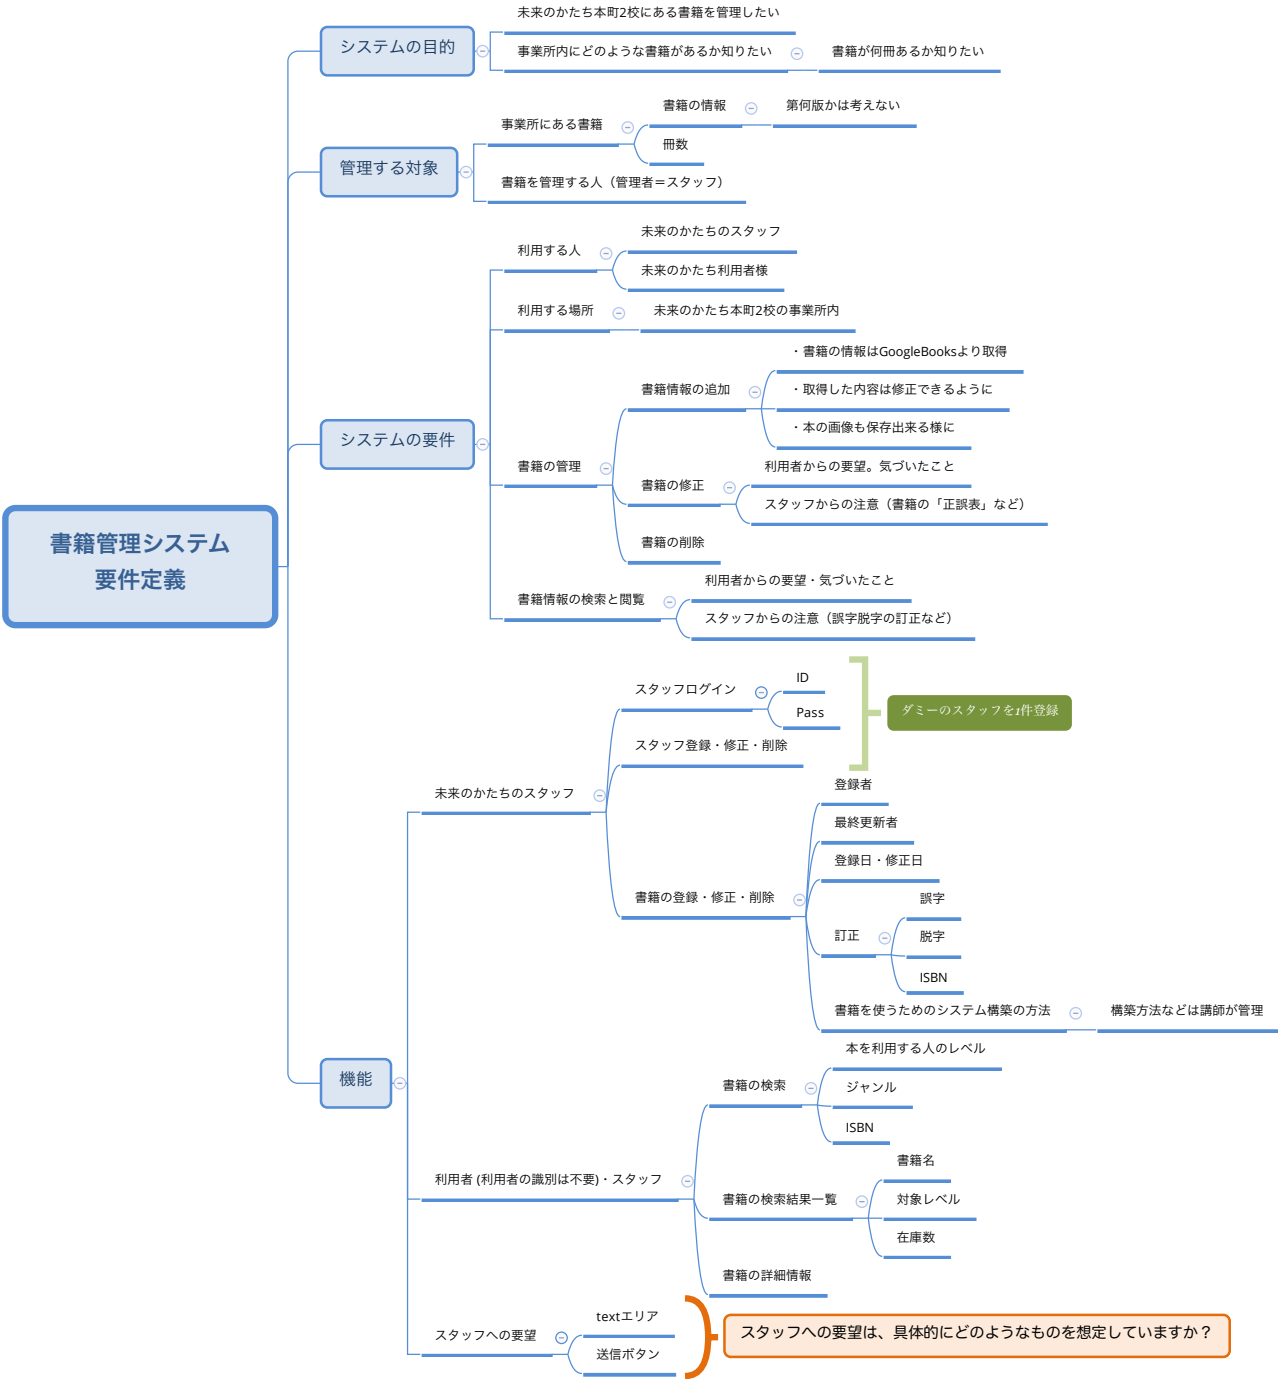 書籍管理システム
要件定義
システムの目的
未来のかたち本町2校にある書籍を管理したい
事業所内にどのような書籍があるか知りたい
書籍が何冊あるか知りたい
管理する対象
事業所にある書籍
書籍の情報
第何版かは考えない
冊数
書籍を管理する人（管理者＝スタッフ）
システムの要件
利用する人
未来のかたちのスタッフ
未来のかたち利用者様
利用する場所
未来のかたち本町2校の事業所内
書籍の管理
書籍情報の追加
・書籍の情報はGoogleBooksより取得
・取得した内容は修正できるように
・本の画像も保存出来る様に
書籍の修正
利用者からの要望。気づいたこと
スタッフからの注意（書籍の「正誤表」など）
書籍の削除
書籍情報の検索と閲覧
利用者からの要望・気づいたこと
スタッフからの注意（誤字脱字の訂正など）
機能
未来のかたちのスタッフ
スタッフログイン
ID
Pass
スタッフ登録・修正・削除
ダミーのスタッフを1件登録
書籍の登録・修正・削除
登録者
最終更新者
登録日・修正日
訂正
誤字
脱字
ISBN
書籍を使うためのシステム構築の方法
構築方法などは講師が管理
利用者 (利用者の識別は不要)・スタッフ
書籍の検索
本を利用する人のレベル
ジャンル
ISBN
書籍の検索結果一覧
書籍名
対象レベル
在庫数
書籍の詳細情報
スタッフへの要望
textエリア
送信ボタン
スタッフへの要望は、具体的にどのようなものを想定していますか？